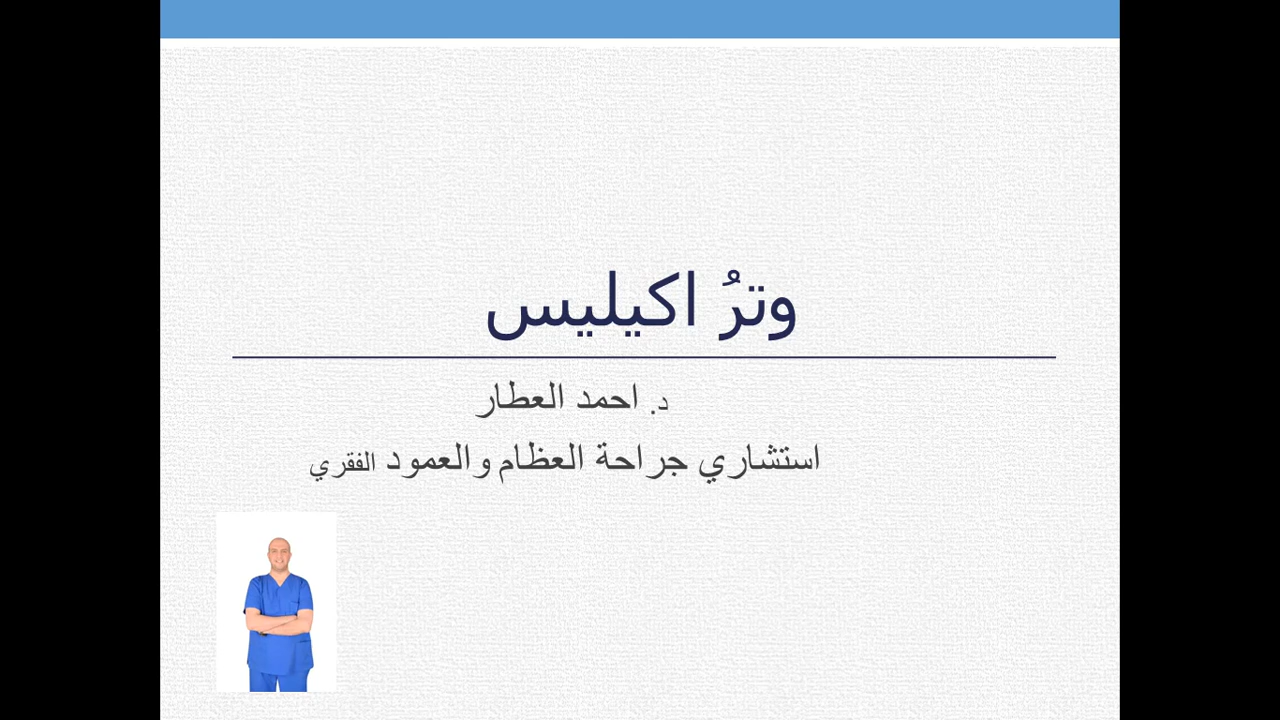 وترُ اكيليس
د. احمد العطار
استشاري جراحة العظام والعمود الفقري